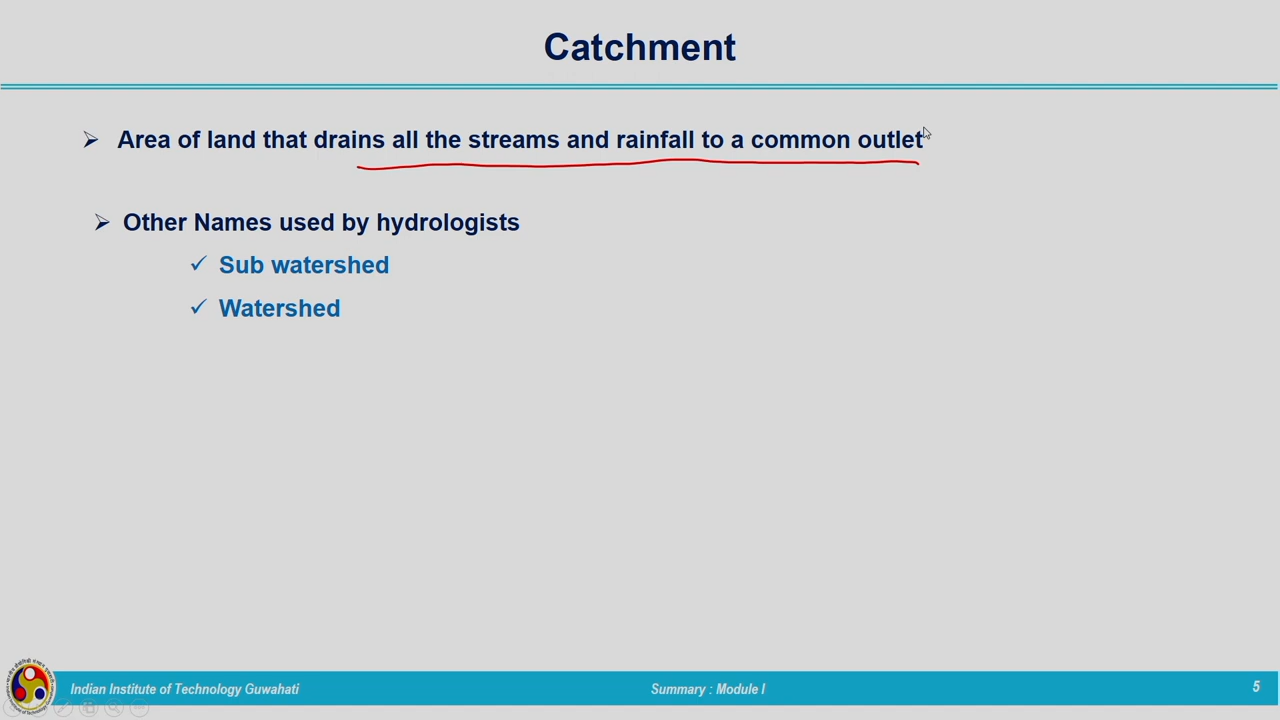 Catchment
Area of land that drains all the streams and rainfall to a common outlet
Other Names used by hydrologists
Sub watershed
Watershed
Indian Institute of Technology Guwahati
Summary : Module I
5